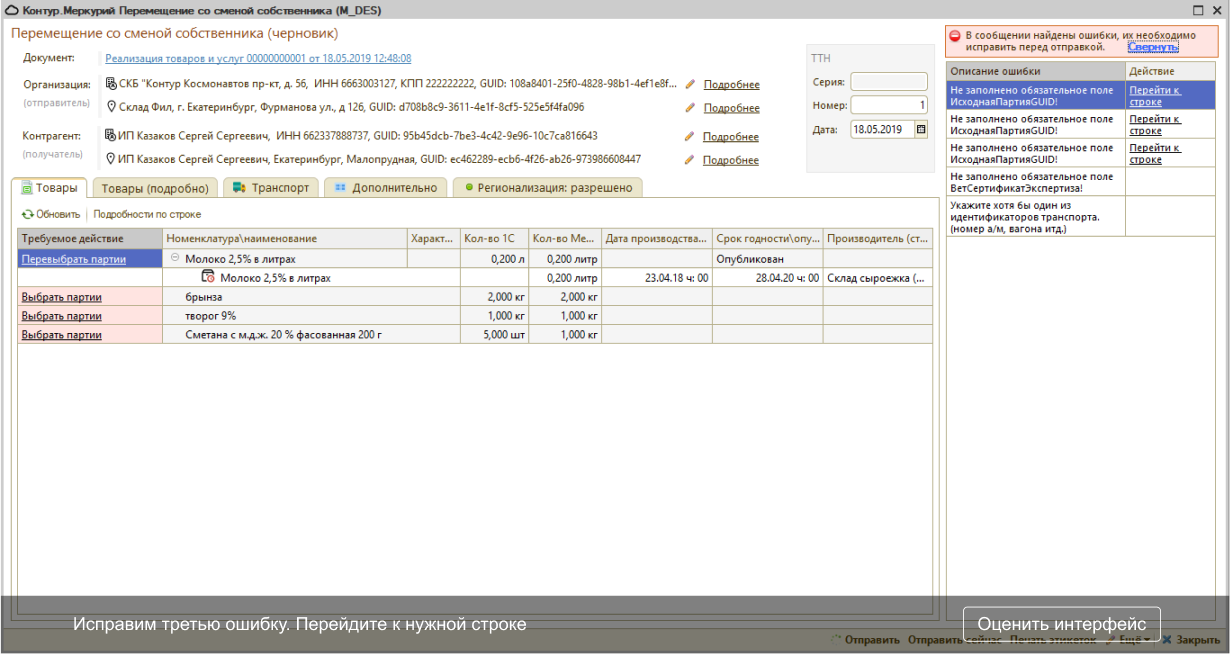 Контур.Меркурий Перемещение со сменой собственника (M_DES)
Перемещение со сменой собственника (черновик)
Документ: Реализация товаров и услуг 00000000001 от 18.05.2019 12:48:08
Организация: СКБ "Контур Космонавтов пр-кт, д. 56, ИНН 6663003127, КПП 222222222, GUID: 108a8401-25f0-4828-98b1-4ef1e8f... Подробнее
(отправитель) Склад Фил, г. Екатеринбург, Фурманова ул., д 126, GUID: d708b8c9-3611-4e1f-8cf5-525e5f4fa096 Подробнее
Контрагент: ИП Казаков Сергей Сергеевич, ИНН 662337888737, GUID: 95b45dcb-7be3-4c42-9e96-10c7ca816643 Подробнее
(получатель) ИП Казаков Сергей Сергеевич, Екатеринбург, Малопрудная, GUID: ec462289-ecb6-4f26-ab26-973986608447 Подробнее
ТТН
Серия:
Номер: 1
Дата: 18.05.2019
Товары Товары (подробно) Транспорт Дополнительно Регионализация: разрешено
Обновить Подробности по строке
Требуемое действие Номенклатура\наименование Характ... Кол-во 1С Кол-во Ме... Дата производства... Срок годности\опу... Производитель (ст...
Перевыбрать партии Молоко 2,5% в литрах 0,200 л 0,200 литр Опубликован
Молоко 2,5% в литрах 0,200 литр 23.04.18 ч: 00 28.04.20 ч: 00 Склад сыроежка (...
Выбрать партии брынза 2,000 кг 2,000 кг
Выбрать партии творог 9% 1,000 кг 1,000 кг
Выбрать партии Сметана с м.д.ж. 20 % фасованная 200 г 5,000 шт 1,000 кг
В сообщении найдены ошибки, их необходимо
исправить перед отправкой. Свернуть
Описание ошибки Действие
Не заполнено обязательное поле Перейти к
ИсходнаяПартияGUID! строке
Не заполнено обязательное поле Перейти к
ИсходнаяПартияGUID! строке
Не заполнено обязательное поле Перейти к
ИсходнаяПартияGUID! строке
Не заполнено обязательное поле
ВетСертификатЭкспертиза!
Укажите хотя бы один из
идентификаторов транспорта.
(номер а/м, вагона итд.)
Исправим третью ошибку. Перейдите к нужной строке
Оценить интерфейс
Отправить Отправить сейчас Печать этикеток Ещё Закрыть